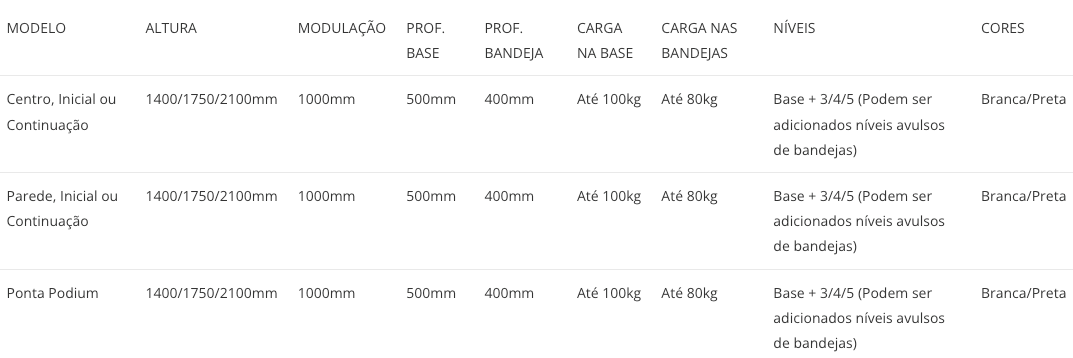 MODELO ALTURA MODULAÇÃO PROF. BASE PROF. BANDEJA CARGA NA BASE CARGA NAS BANDEJAS NÍVEIS CORES
Centro, Inicial ou Continuação 1400/1750/2100mm 1000mm 500mm 400mm Até 100kg Até 80kg Base + 3/4/5 (Podem ser adicionados níveis avulsos de bandejas) Branca/Preta
Parede, Inicial ou Continuação 1400/1750/2100mm 1000mm 500mm 400mm Até 100kg Até 80kg Base + 3/4/5 (Podem ser adicionados níveis avulsos de bandejas) Branca/Preta
Ponta Podium 1400/1750/2100mm 1000mm 500mm 400mm Até 100kg Até 80kg Base + 3/4/5 (Podem ser adicionados níveis avulsos de bandejas) Branca/Preta